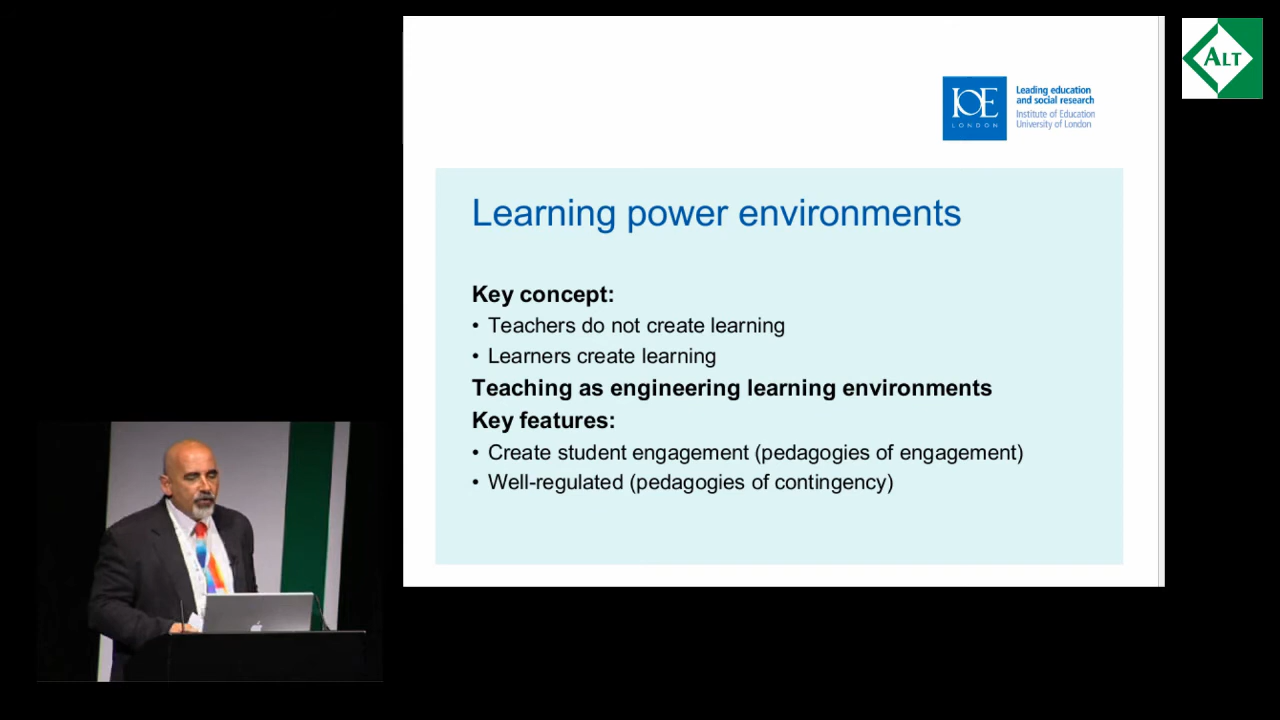 ALT
IOE
LONDON
Leading education
and social research
Institute of Education
University of London
Learning power environments
Key concept:
• Teachers do not create learning
• Learners create learning
Teaching as engineering learning environments
Key features:
• Create student engagement (pedagogies of engagement)
• Well-regulated (pedagogies of contingency)